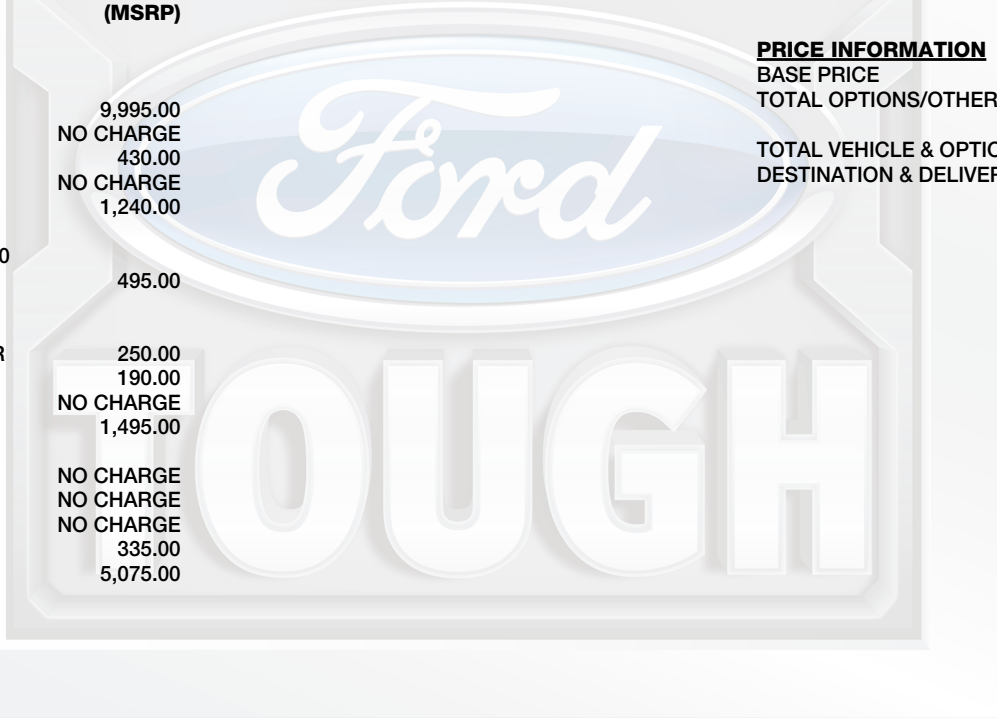 (MSRP)
9,995.00
NO CHARGE
430.00
NO CHARGE
1,240.00
0
495.00
R
250.00
190.00
NO CHARGE
1,495.00
NO CHARGE
NO CHARGE
NO CHARGE
335.00
5,075.00
PRICE INFORMATION
BASE PRICE
TOTAL OPTIONS/OTHER
TOTAL VEHICLE & OPTIO
DESTINATION & DELIVER
Ford
TOUGH